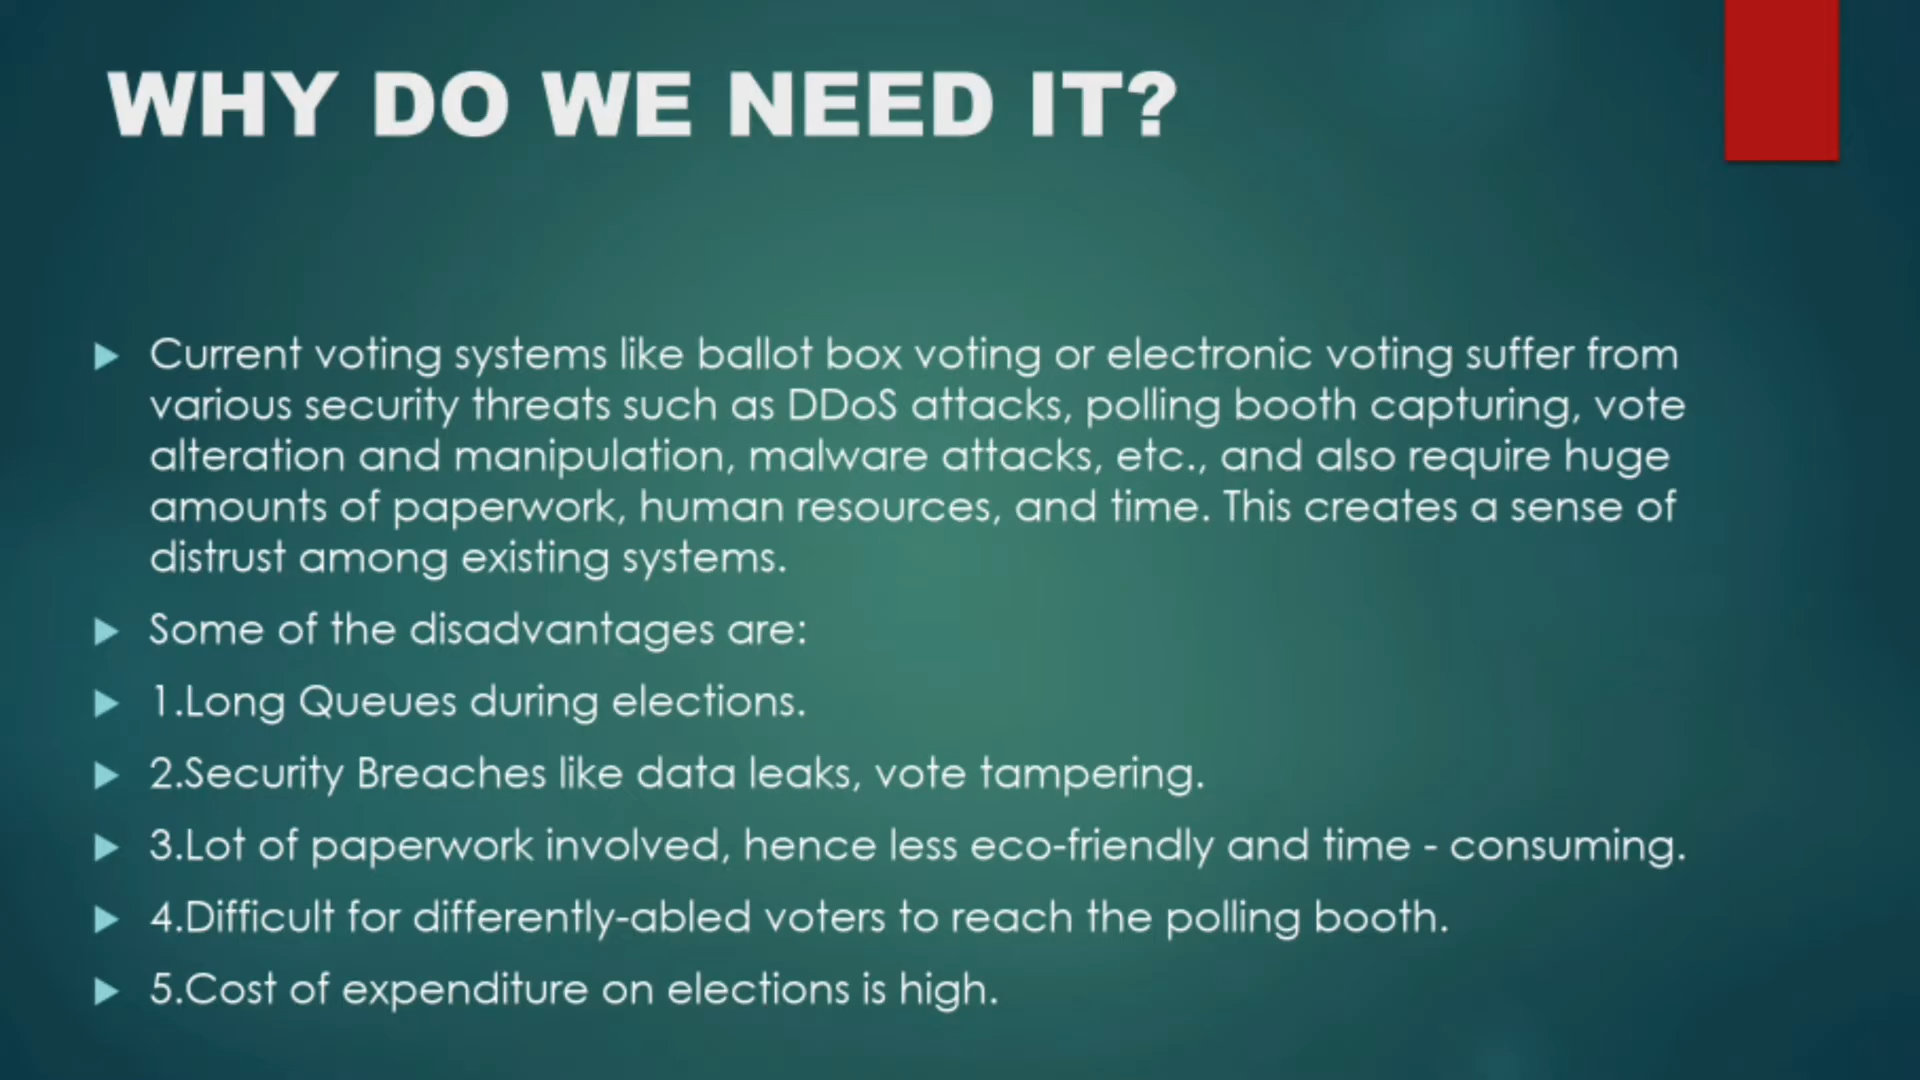 WHY DO WE NEED IT?
Current voting systems like ballot box voting or electronic voting suffer from
various security threats such as DDoS attacks, polling booth capturing, vote
alteration and manipulation, malware attacks, etc., and also require huge
amounts of paperwork, human resources, and time. This creates a sense of
distrust among existing systems.
Some of the disadvantages are:
1.Long Queues during elections.
2.Security Breaches like data leaks, vote tampering.
3.Lot of paperwork involved, hence less eco-friendly and time - consuming.
4.Difficult for differently-abled voters to reach the polling booth.
5.Cost of expenditure on elections is high.